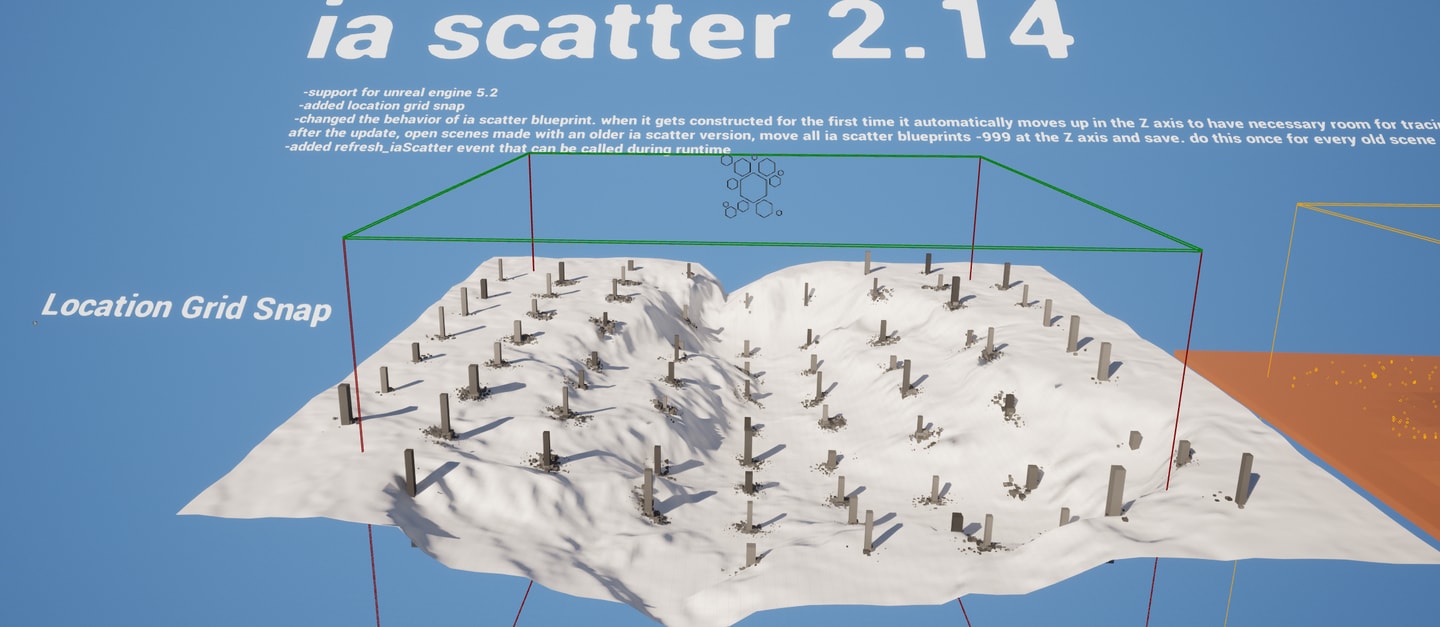 ia scatter 2.14
-support for unreal engine 5.2
-added location grid snap
-changed the behavior of ia scatter blueprint. when it gets constructed for the first time it automatically moves up in the Z axis to have necessary room for
after the update, open scenes made with an older ia scatter version, move all ia scatter blueprints -999 at the Z axis and save. do this once for every old scene
-added refresh_iaScatter event that can be called during runtime
Location Grid Snap